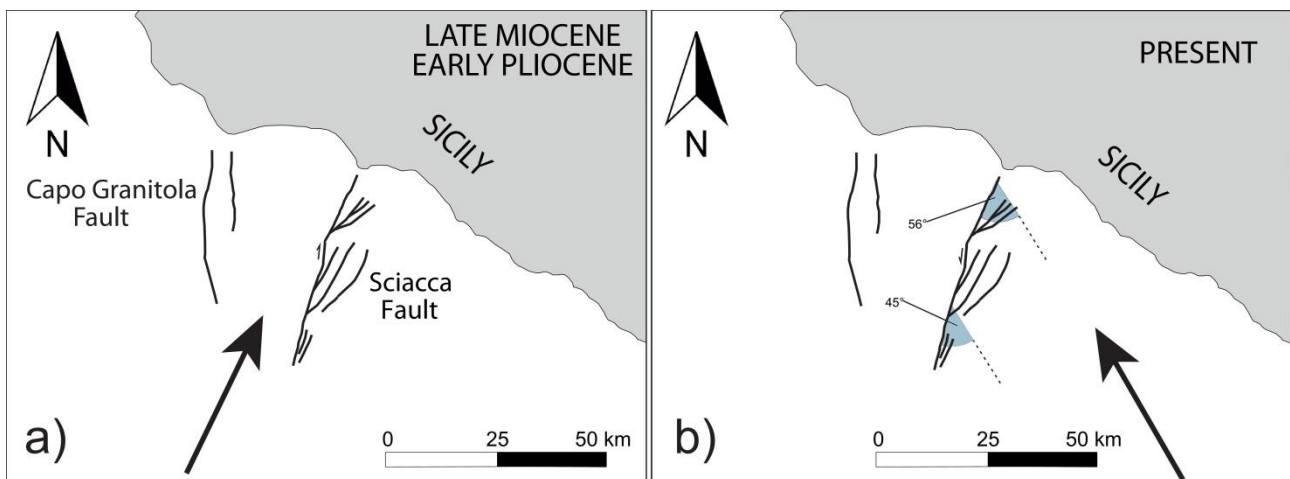 LATE MIOCENE
EARLY PLIOCENE
N
SICILY
Capo Granitola
Fault
Sciacca
Fault
a)
0 25 50 km
PRESENT
N
SICILY
56°
45°
b)
0 25 50 km